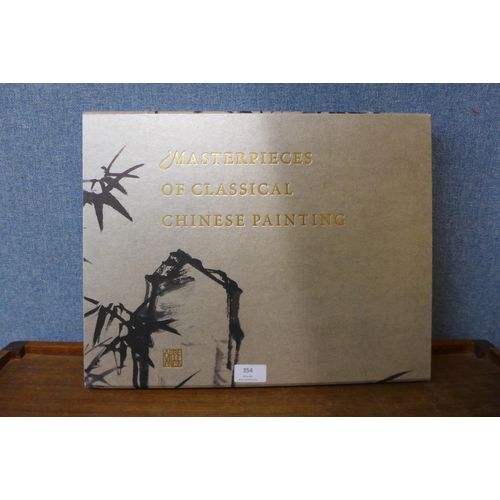 MASTERPIECES
OF CLASSICAL
CHINESE PAINTING
354